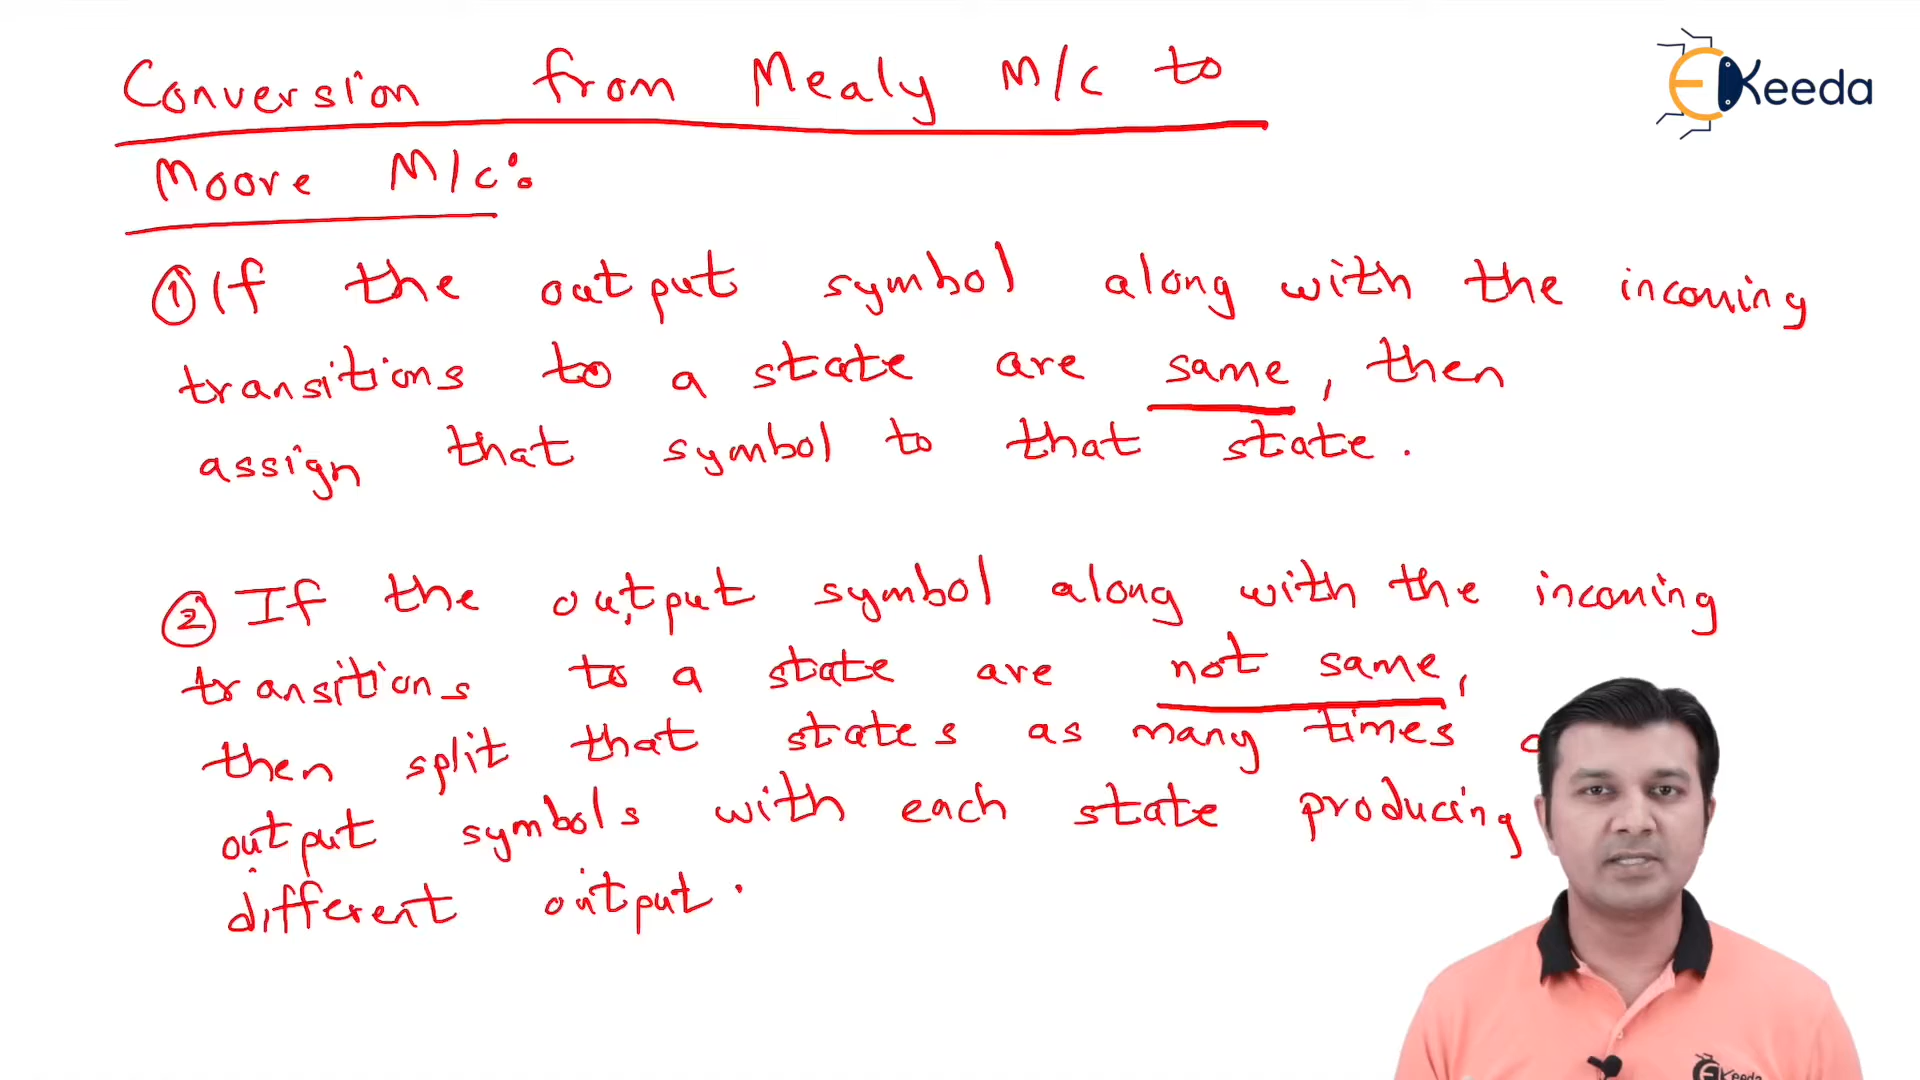 Conversion from Mealy M/c to
EKeeda
Moore M/c:
① If the output symbol along with the incoming
transitions to a state are same, then
assign that symbol to that state.
② If the output symbol along with the incoming
transitions to a state are not same,
then split that states as many times
output symbols with each state producing
different output.
EKeeda